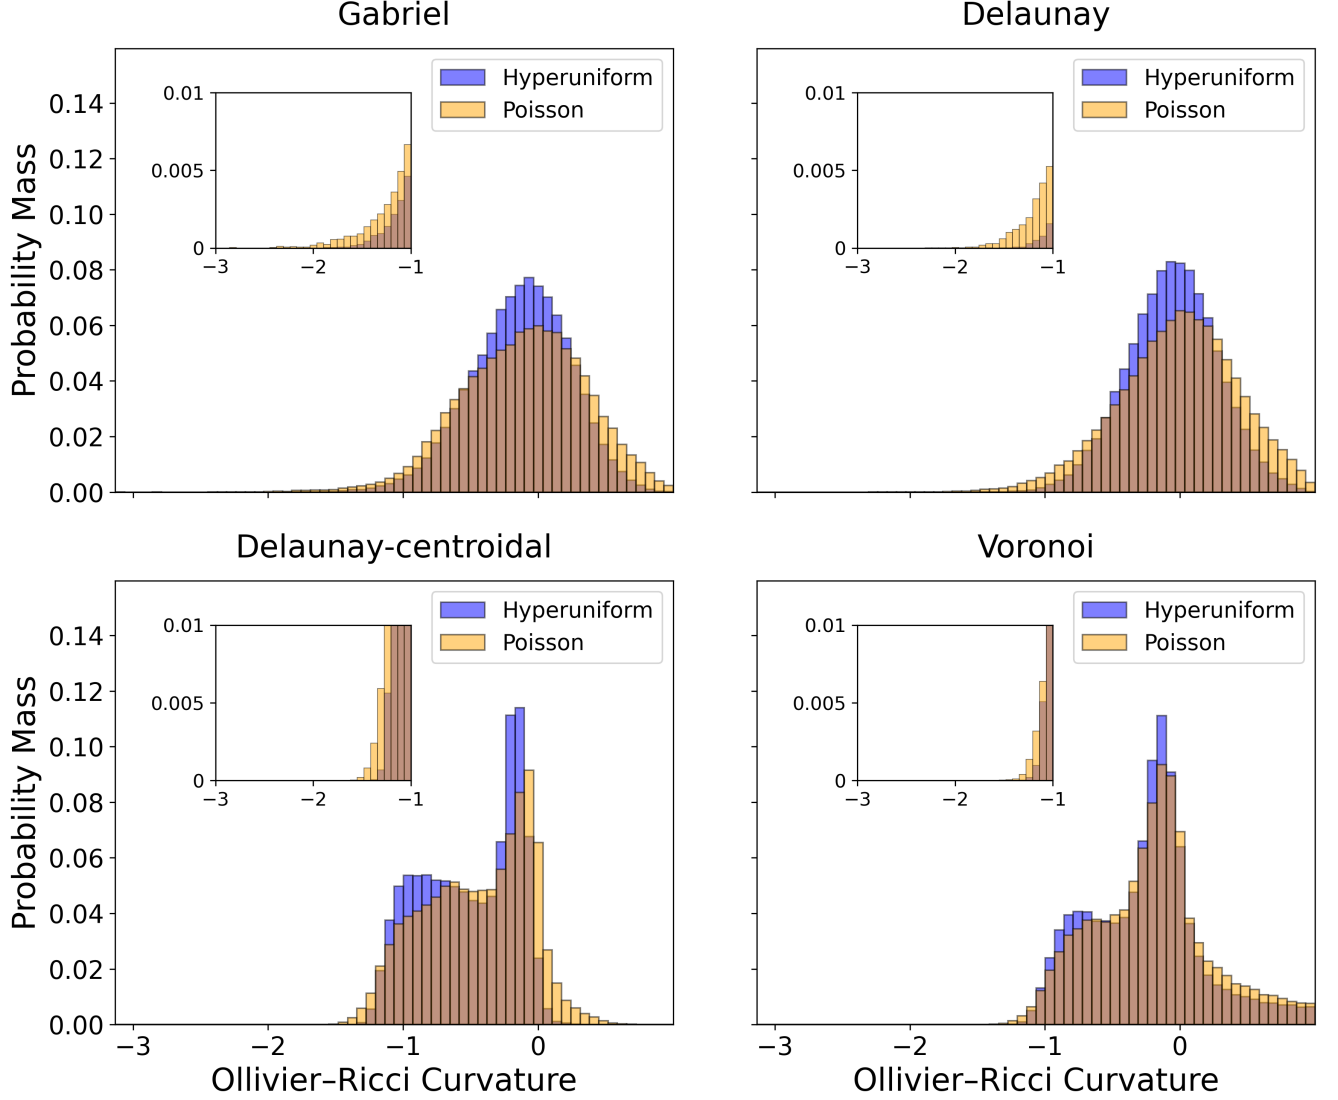 Gabriel
Delaunay
Hyperuniform
Poisson
Hyperuniform
Poisson
0.14
0.12
0.10
0.08
0.06
0.04
0.02
0.00
Probability Mass
0.01
0.005
0
−3 −2 −1
0.01
0.005
0
−3 −2 −1
Delaunay-centroidal
Voronoi
Hyperuniform
Poisson
Hyperuniform
Poisson
0.14
0.12
0.10
0.08
0.06
0.04
0.02
0.00
Probability Mass
0.01
0.005
0
−3 −2 −1
0.01
0.005
0
−3 −2 −1
−3 −2 −1 0
−3 −2 −1 0
Ollivier–Ricci Curvature
Ollivier–Ricci Curvature